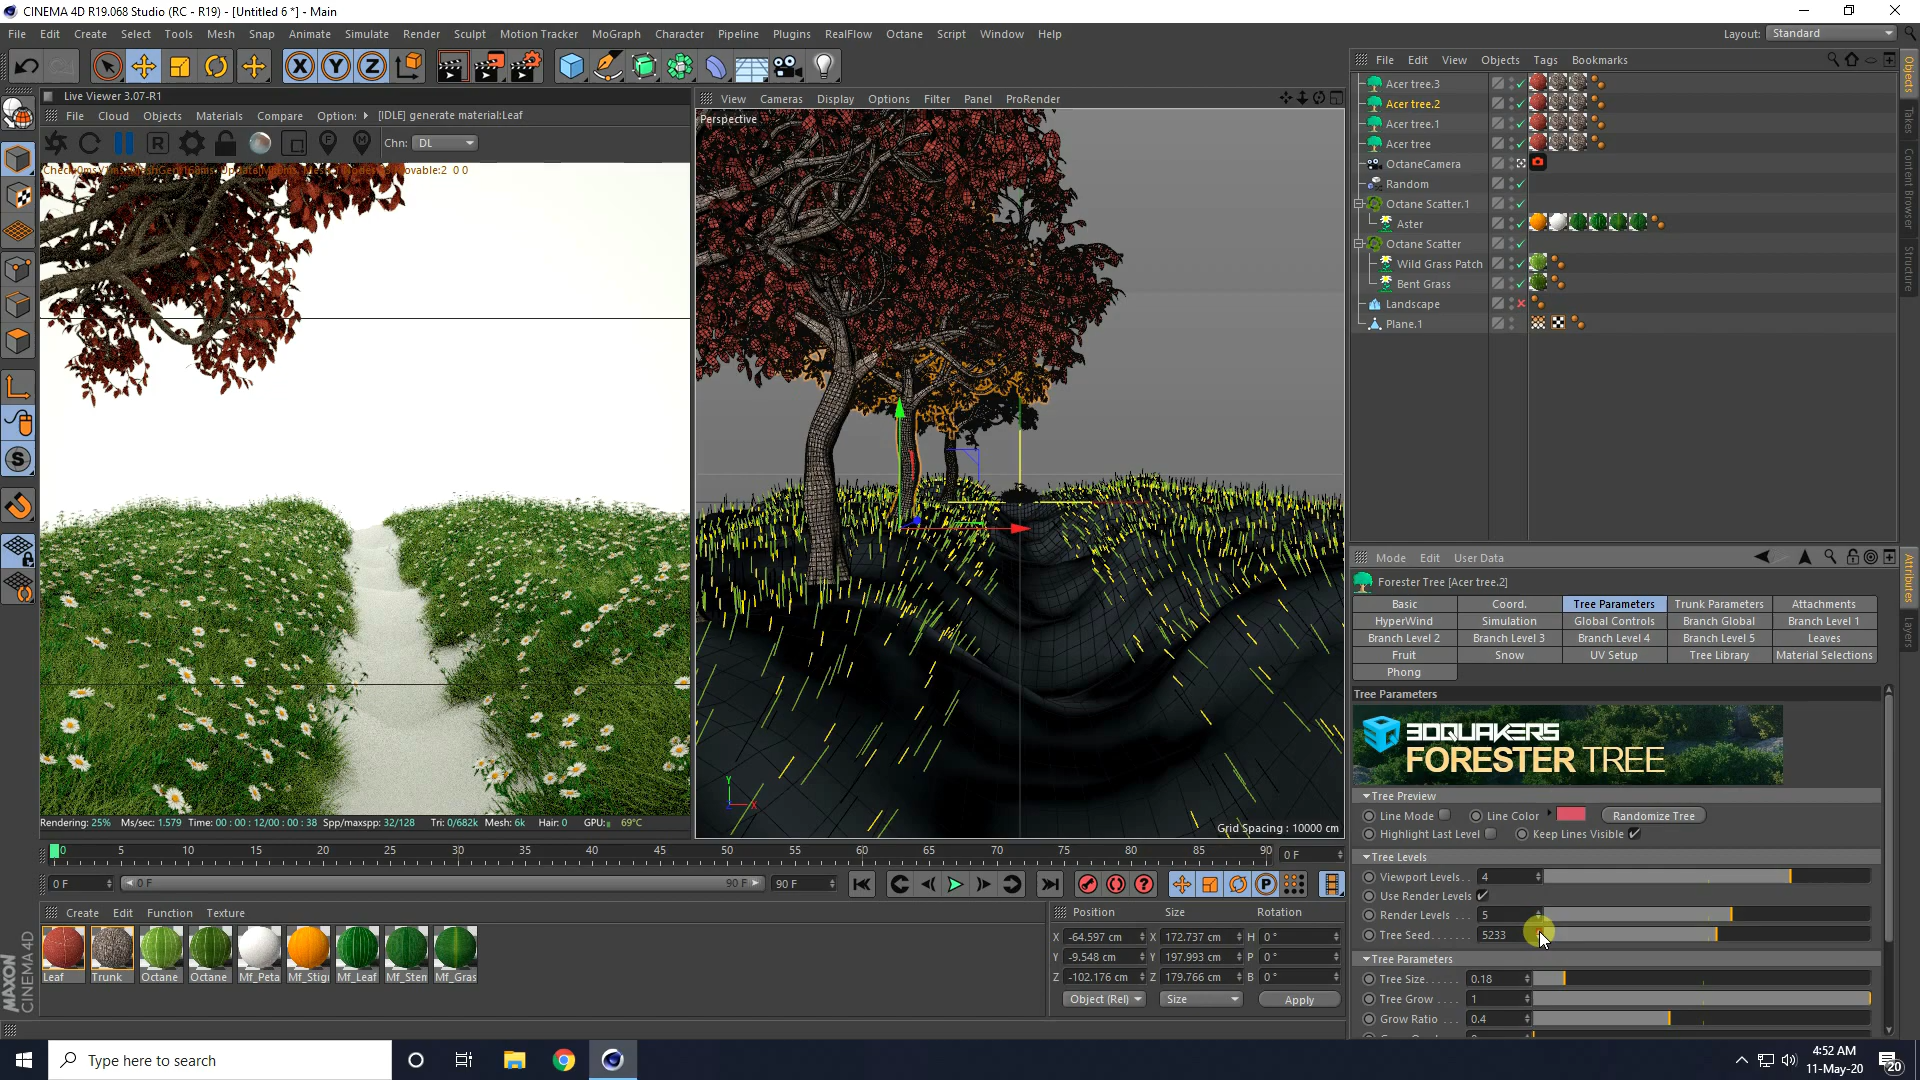 CINEMA 4D R19.068 Studio (RC - R19) - [Untitled 6 *] - Main
File Edit Create Select Tools Mesh Snap Animate Simulate Render Sculpt Motion Tracker MoGraph Character Pipeline Plugins RealFlow Octane Script Window Help
Layout: Standard
Live Viewer 3.07-R1
File Cloud Objects Materials Compare Options [IDLE] generate material:Leaf
Chn: DL
View Cameras Display Options Filter Panel ProRender
Perspective
Grid Spacing : 10000 cm
Rendering: 25% Ms/sec: 1.579 Time: 00 : 00 : 12/00 : 00 : 38 Spp/maxspp: 32/128 Tri: 0/682k Mesh: 6k Hair: 0 GPU: 69°C
File Edit View Objects Tags Bookmarks
Acer tree.3
Acer tree.2
Acer tree.1
Acer tree
OctaneCamera
Random
Octane Scatter.1
Aster
Octane Scatter
Wild Grass Patch
Bent Grass
Landscape
Plane.1
Objects
Takes
Content Browser
Structure
Mode Edit User Data
Attributes
Layers
Forester Tree [Acer tree.2]
Basic Coord. Tree Parameters Trunk Parameters Attachments
HyperWind Simulation Global Controls Branch Global Branch Level 1
Branch Level 2 Branch Level 3 Branch Level 4 Branch Level 5 Leaves
Fruit Snow UV Setup Tree Library Material Selections
Phong
Tree Parameters
3DQUAKERS
FORESTER TREE
Tree Preview
Line Mode Line Color Randomize Tree
Highlight Last Level Keep Lines Visible
Tree Levels
Viewport Levels. . 4
Use Render Levels
Render Levels . . . 5
Tree Seed. . . . . . . 5233
Tree Parameters
Tree Size. . . . . . 0.18
Tree Grow . . . . 1
Grow Ratio . . . 0.4
0 5 10 15 20 25 30 35 40 45 50 55 60 65 70 75 80 85 90 0 F
0 F 0 F 90 F 90 F
Create Edit Function Texture
Leaf Trunk Octane Octane Mf_Peta Mf_Stig Mf_Leaf Mf_Sten Mf_Gras
Position Size Rotation
X -64.597 cm X 172.737 cm H 0 °
Y -9.548 cm Y 197.993 cm P 0 °
Z -102.176 cm Z 179.766 cm B 0 °
Object (Rel) Size Apply
MAXON
CINEMA 4D
Type here to search
4:52 AM
11-May-20
20